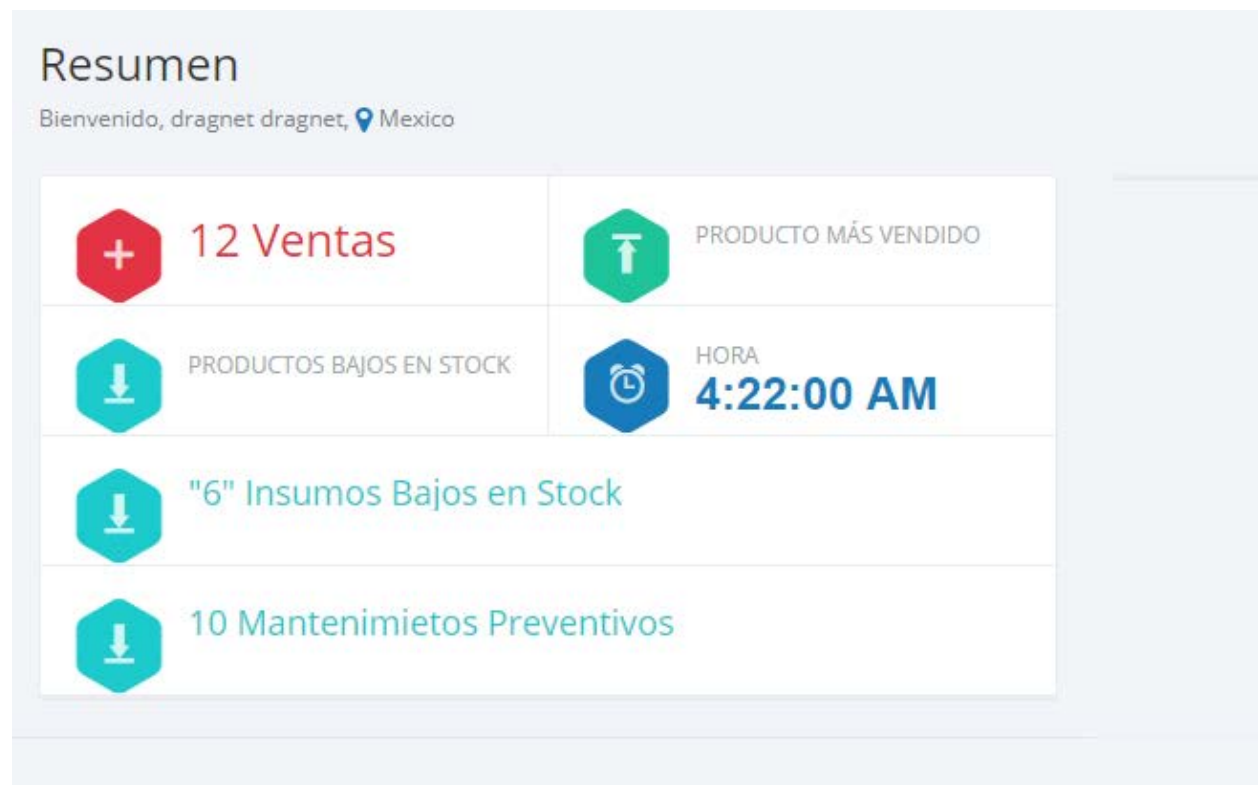 Resumen
Bienvenido, dragnet dragnet, Mexico
12 Ventas
PRODUCTO MÁS VENDIDO
PRODUCTOS BAJOS EN STOCK
HORA
4:22:00 AM
"6" Insumos Bajos en Stock
10 Mantenimietos Preventivos